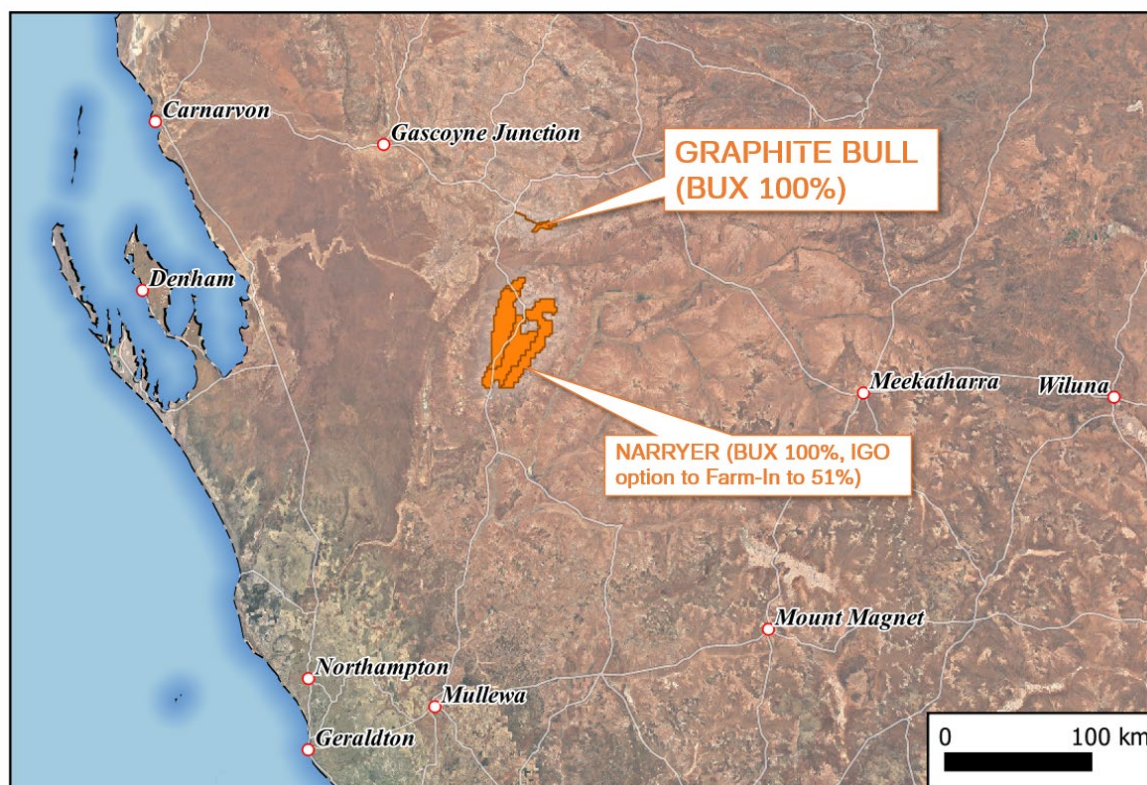 Carnarvon
Gascoyne Junction
GRAPHITE BULL
(BUX 100%)
Denham
Meekatharra
Wiluna
NARRYER (BUX 100%, IGO
option to Farm-In to 51%)
Mount Magnet
Northampton
Mullewa
Geraldton
0 100 km